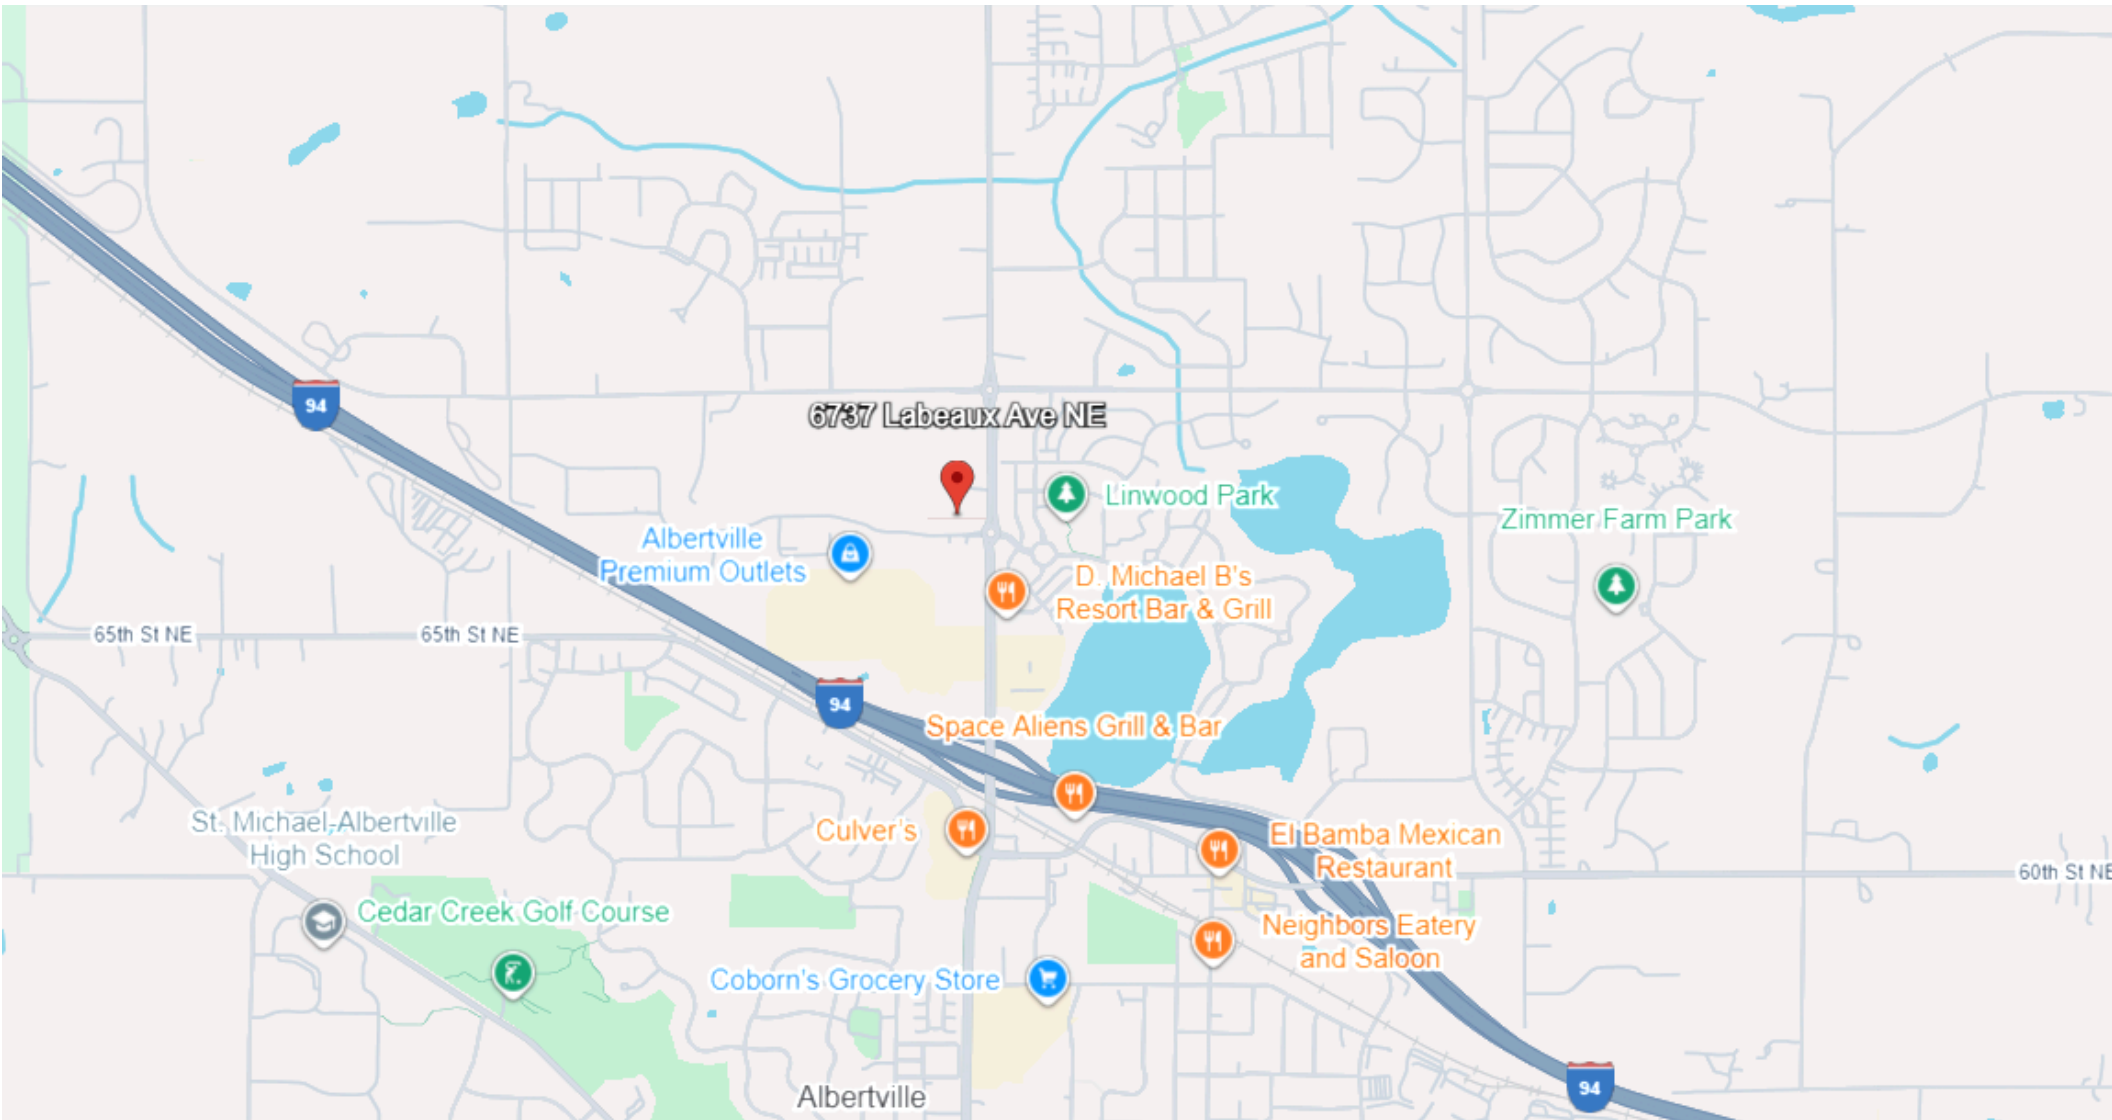 94
6737 Labeaux Ave NE
Linwood Park
Zimmer Farm Park
Albertville
Premium Outlets
D. Michael B's
Resort Bar & Grill
65th St NE
65th St NE
94
Space Aliens Grill & Bar
St. Michael-Albertville
High School
Culver's
El Bamba Mexican
Restaurant
60th St NE
Cedar Creek Golf Course
Neighbors Eatery
and Saloon
Coborn's Grocery Store
Albertville
94